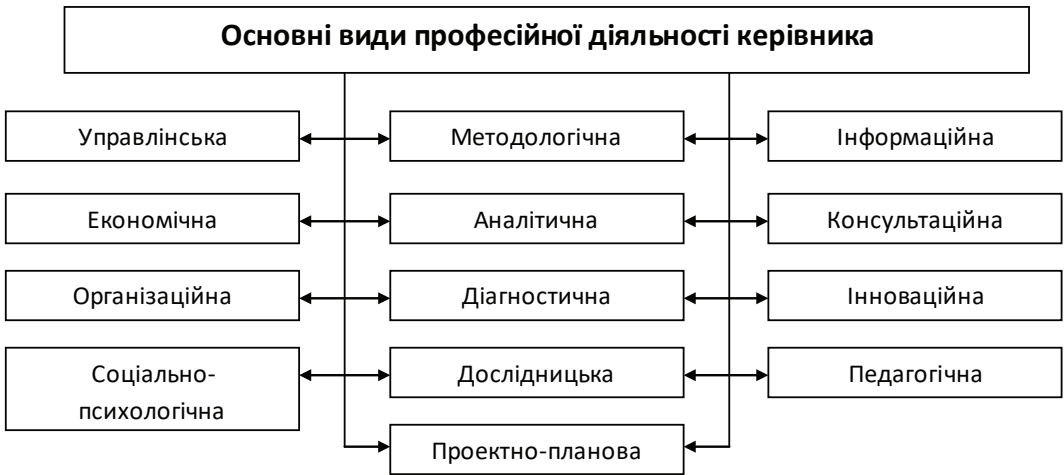 Основні види професійної діяльності керівника
Управлінська
Методологічна
Інформаційна
Економічна
Аналітична
Консультаційна
Організаційна
Діагностична
Інноваційна
Соціально-
психологічна
Дослідницька
Педагогічна
Проектно-планова